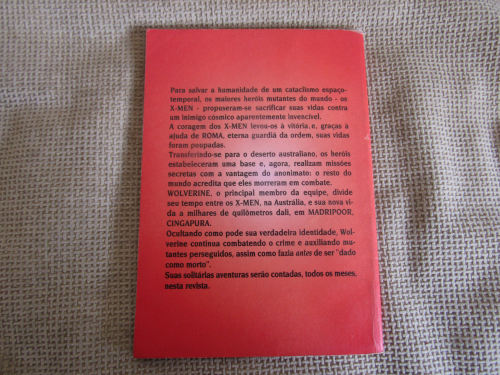 Para salvar a humanidade de um cataclismo espaço-
temporal, os maiores heróis mutantes do mundo - os
X-MEN - propuseram-se sacrificar suas vidas contra
um inimigo cósmico aparentemente invencível.
A coragem dos X-MEN levou-os à vitória, e, graças à
ajuda de ROMA, eterna guardiã da ordem, suas vidas
foram poupadas.
Transferindo-se para o deserto australiano, os heróis
estabeleceram uma base e, agora, realizam missões
secretas com a vantagem do anonimato: o resto do
mundo acredita que eles morreram em combate.
WOLVERINE, o principal membro da equipe, divide
seu tempo entre os X-MEN, na Austrália, e sua nova vi-
da a milhares de quilômetros dali, em MADRIPOOR,
CINGAPURA.
Ocultando como pode sua verdadeira identidade, Wol-
verine continua combatendo o crime e auxiliando mu-
tantes perseguidos, assim como fazia antes de ser "dado
como morto".
Suas solitárias aventuras serão contadas, todos os meses,
nesta revista.